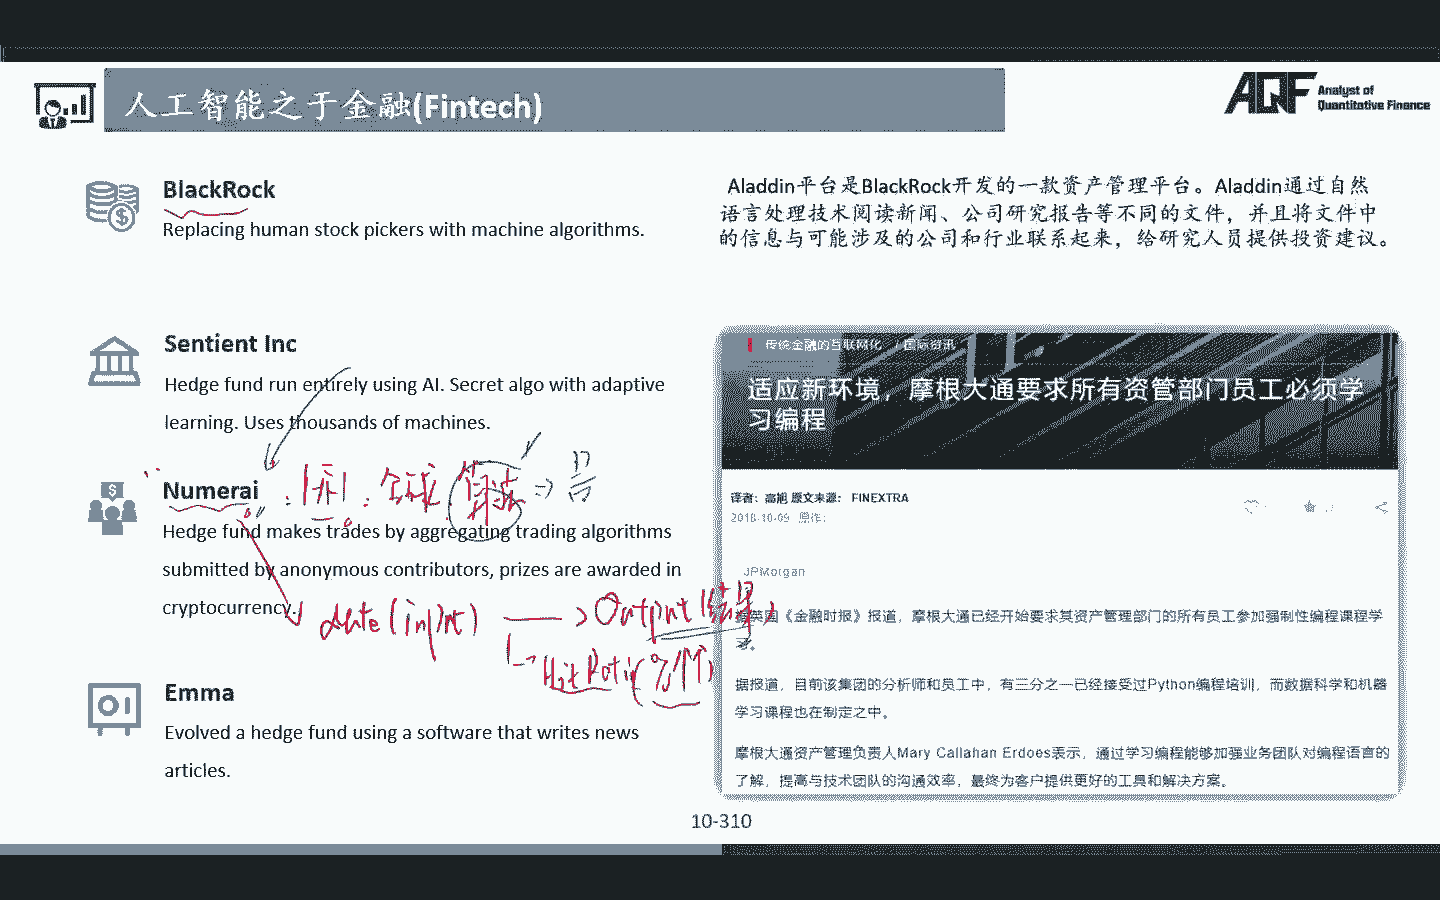 人工智能之于金融(Fintech)
AQF Analyst of
Quantitative Finance
BlackRock
Replacing human stock pickers with machine algorithms.
Sentient Inc
Hedge fund run entirely using AI. Secret algo with adaptive
learning. Uses thousands of machines.
Numerai
Hedge fund makes trades by aggregating trading algorithms
submitted by anonymous contributors, prizes are awarded in
cryptocurrency.
(input) Output (结果)
Emma
Evolved a hedge fund using a software that writes news
articles.
Aladdin平台是BlackRock开发的一款资产管理平台。Aladdin通过自然
语言处理技术阅读新闻、公司研究报告等不同的文件，并且将文件中
的信息与可能涉及的公司和行业联系起来，给研究人员提供投资建议。
传统金融的互联网化 / 国际资讯
适应新环境，摩根大通要求所有资管部门员工必须学
习编程
译者：高旭 原文来源： FINEXTRA
2018-10-09
JPMorgan
英国《金融时报》报道，摩根大通已经开始要求其资产管理部门的所有员工参加强制性编程课程学
习。
据报道，目前该集团的分析师和员工中，有三分之一已经接受过Python编程培训，而数据科学和机器
学习课程也在制定之中。
摩根大通资产管理负责人Mary Callahan Erdoes表示，通过学习编程能够加强业务团队对编程语言的
了解，提高与技术团队的沟通效率，最终为客户提供更好的工具和解决方案。
10-310